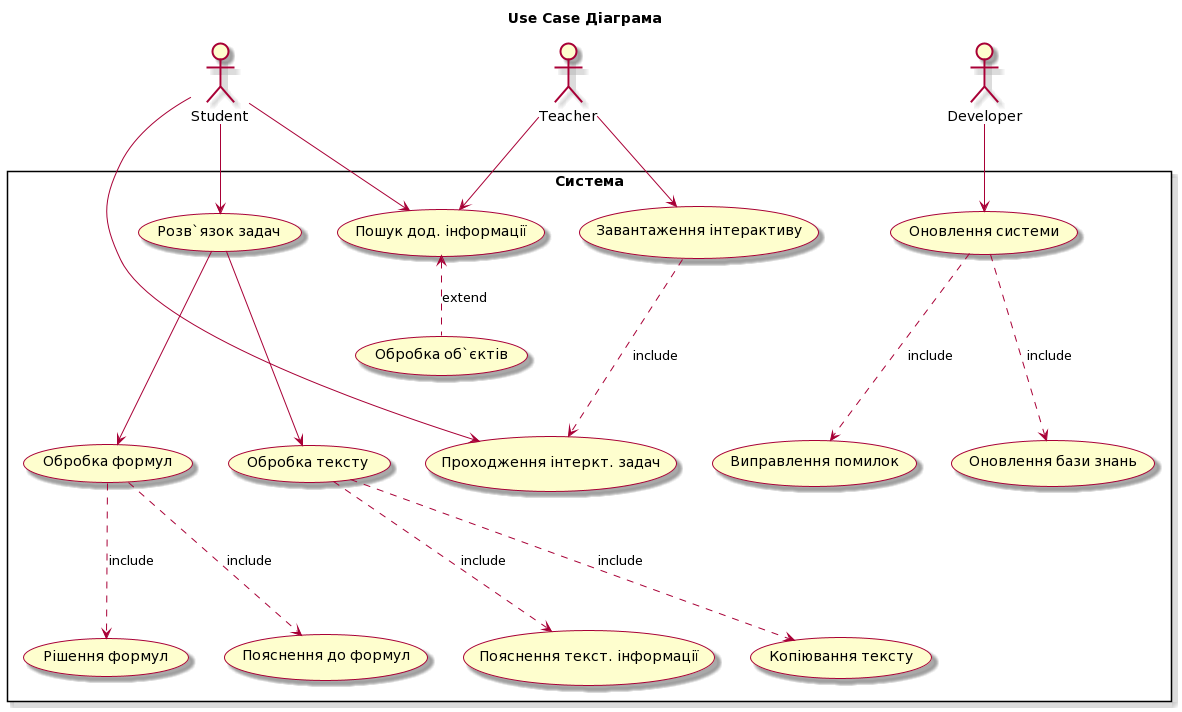 Use Case Діаграма
Student
Teacher
Developer
Система
Розв`язок задач
Пошук дод. інформації
Завантаження інтерактиву
Оновлення системи
extend
Обробка об`єктів
include
include
include
Обробка формул
Обробка тексту
Проходження інтеркт. задач
Виправлення помилок
Оновлення бази знань
include
include
include
include
Рішення формул
Пояснення до формул
Пояснення текст. інформації
Копіювання тексту